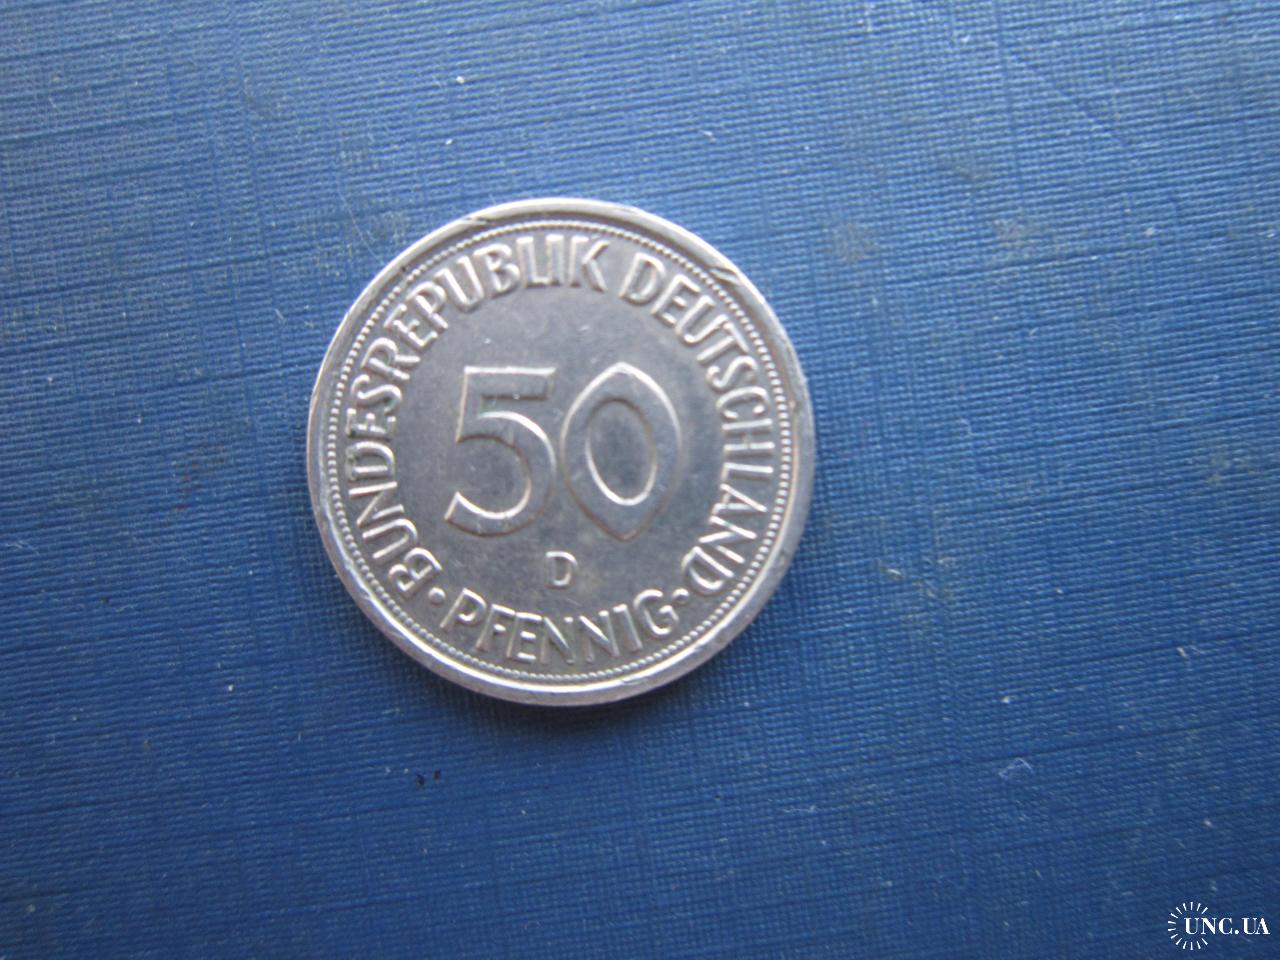 BUNDESREPUBLIK DEUTSCHLAND
50
D
• PFENNIG •
UNC.UA